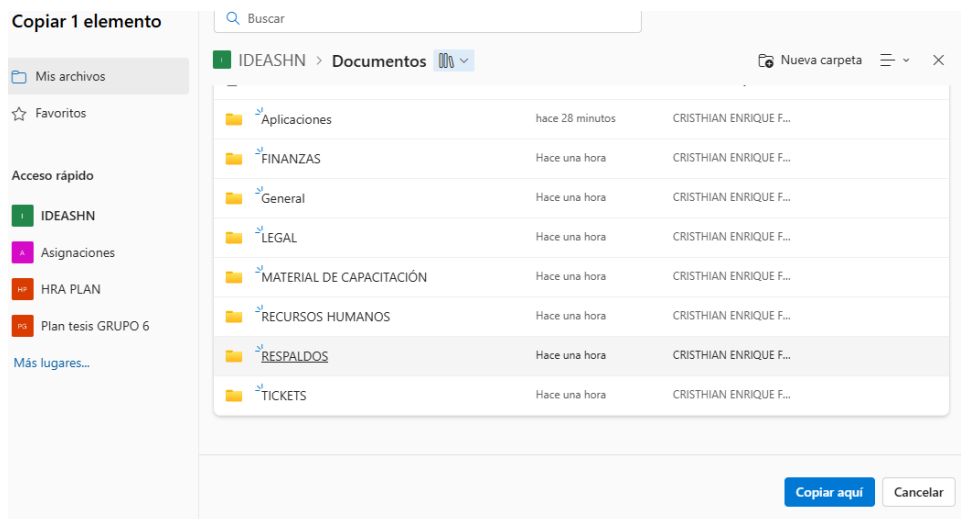 Copiar 1 elemento
Buscar
Mis archivos
Favoritos
Acceso rápido
I IDEASHN
A Asignaciones
HP HRA PLAN
PG Plan tesis GRUPO 6
Más lugares...
I IDEASHN > Documentos
Nueva carpeta
Aplicaciones hace 28 minutos CRISTHIAN ENRIQUE F...
FINANZAS Hace una hora CRISTHIAN ENRIQUE F...
General Hace una hora CRISTHIAN ENRIQUE F...
LEGAL Hace una hora CRISTHIAN ENRIQUE F...
MATERIAL DE CAPACITACIÓN Hace una hora CRISTHIAN ENRIQUE F...
RECURSOS HUMANOS Hace una hora CRISTHIAN ENRIQUE F...
RESPALDOS Hace una hora CRISTHIAN ENRIQUE F...
TICKETS Hace una hora CRISTHIAN ENRIQUE F...
Copiar aquí Cancelar